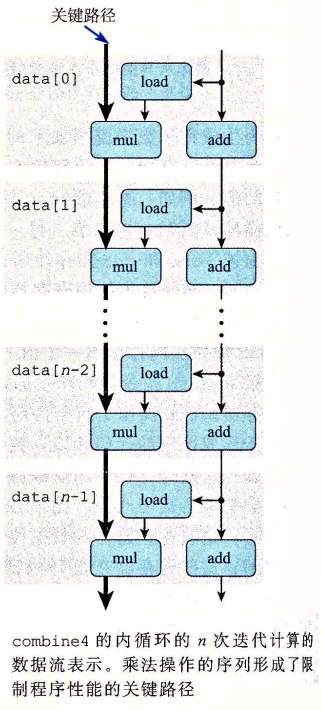 关键路径
data[0]
load
mul
add
data[1]
load
mul
add
data[n-2]
load
mul
add
data[n-1]
load
mul
add
combine4 的内循环的 n 次迭代计算的
数据流表示。乘法操作的序列形成了限
制程序性能的关键路径